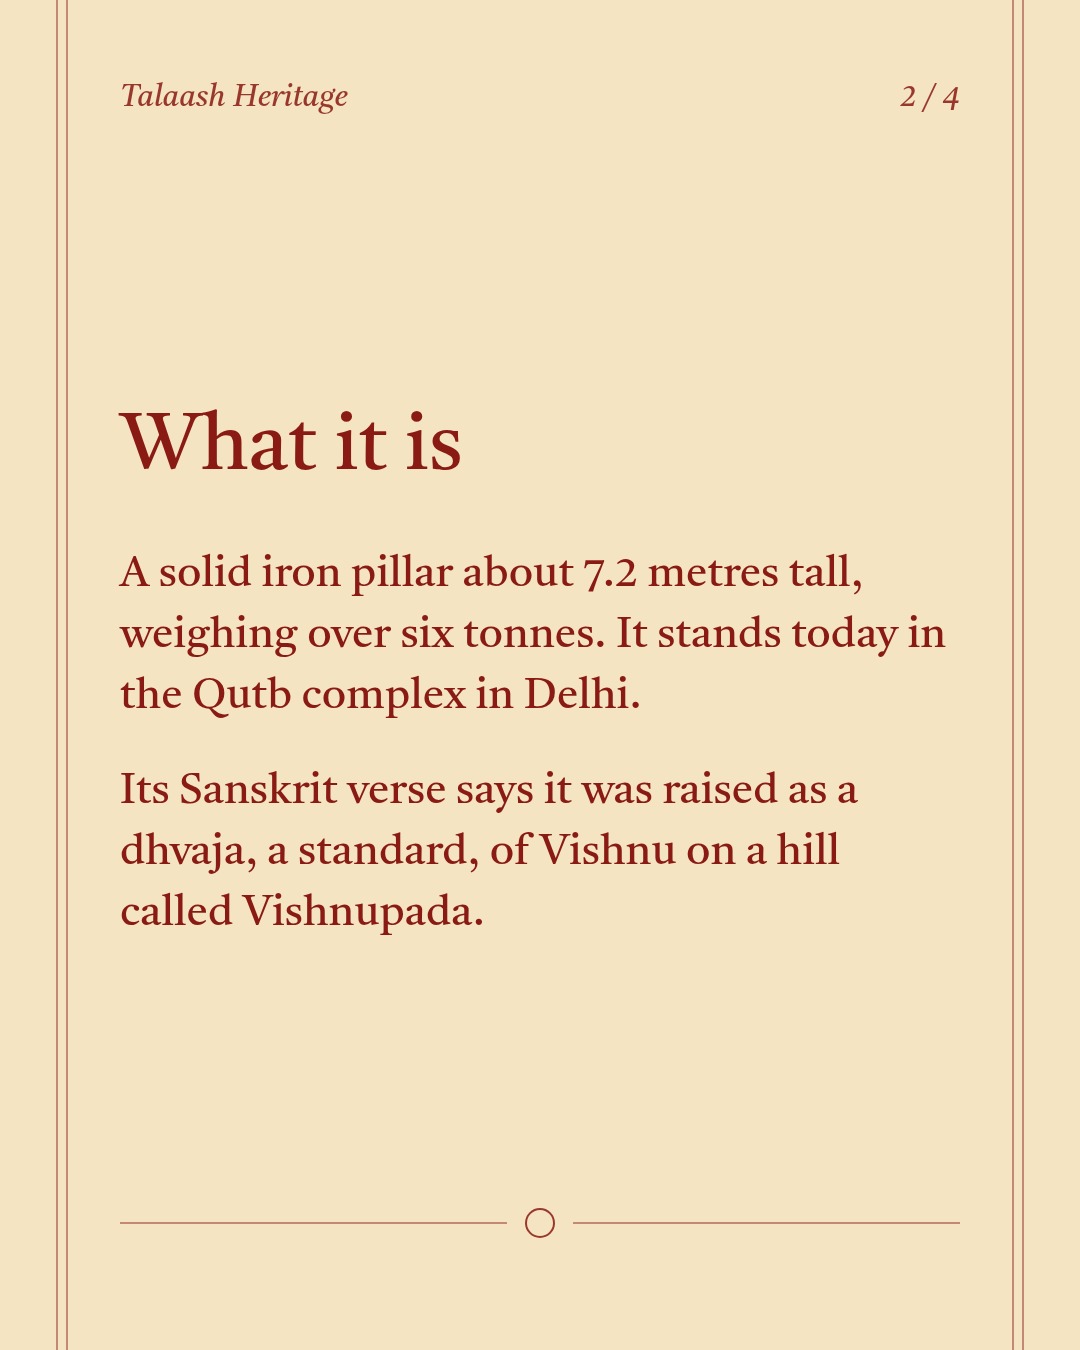 Talaash Heritage
2 / 4
What it is
A solid iron pillar about 7.2 metres tall,
weighing over six tonnes. It stands today in
the Qutb complex in Delhi.
Its Sanskrit verse says it was raised as a
dhvaja, a standard, of Vishnu on a hill
called Vishnupada.